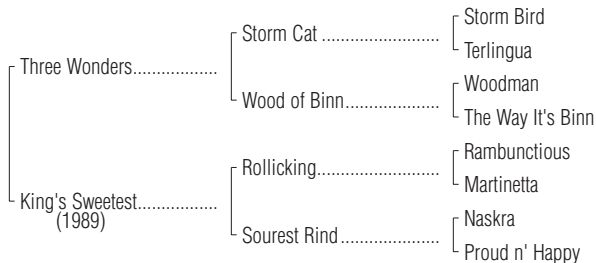 Storm Bird
Storm Cat ..........................
Terlingua
Three Wonders..................
Woodman
Wood of Binn.....................
The Way It's Binn
Rambunctious
Rollicking...........................
Martinetta
King's Sweetest.................
(1989)
Naskra
Sourest Rind......................
Proud n' Happy